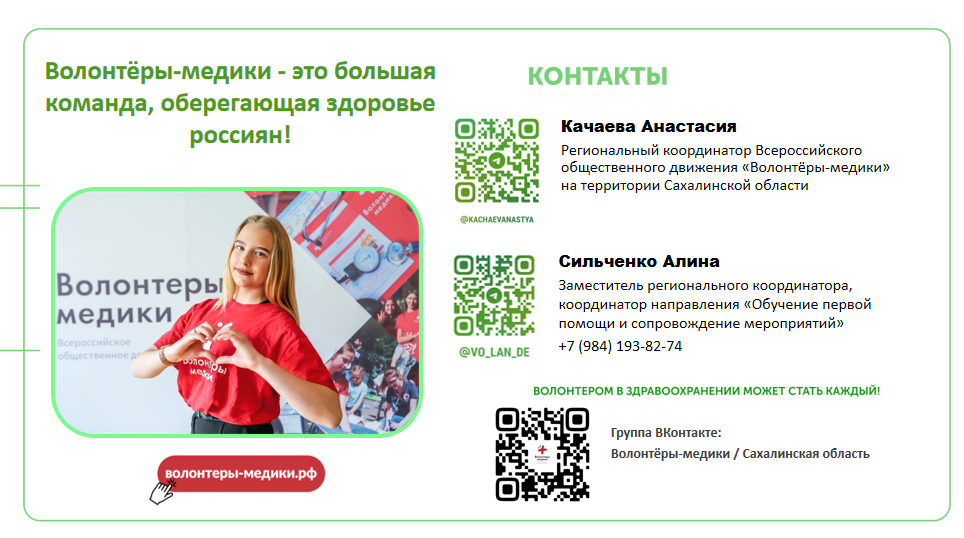 Волонтёры-медики - это большая
команда, оберегающая здоровье
россиян!
Волонтеры
медики
Всероссийское
общественное
Волонтеры
медики
волонтеры-медики.рф
КОНТАКТЫ
Качаева Анастасия
Региональный координатор Всероссийского
общественного движения «Волонтёры-медики»
на территории Сахалинской области
@KACHAEVANASTYA
Сильченко Алина
Заместитель регионального координатора,
координатор направления «Обучение первой
помощи и сопровождение мероприятий»
+7 (984) 193-82-74
@VO_LAN_DE
ВОЛОНТЕРОМ В ЗДРАВООХРАНЕНИИ МОЖЕТ СТАТЬ КАЖДЫЙ!
Группа ВКонтакте:
Волонтёры-медики / Сахалинская область